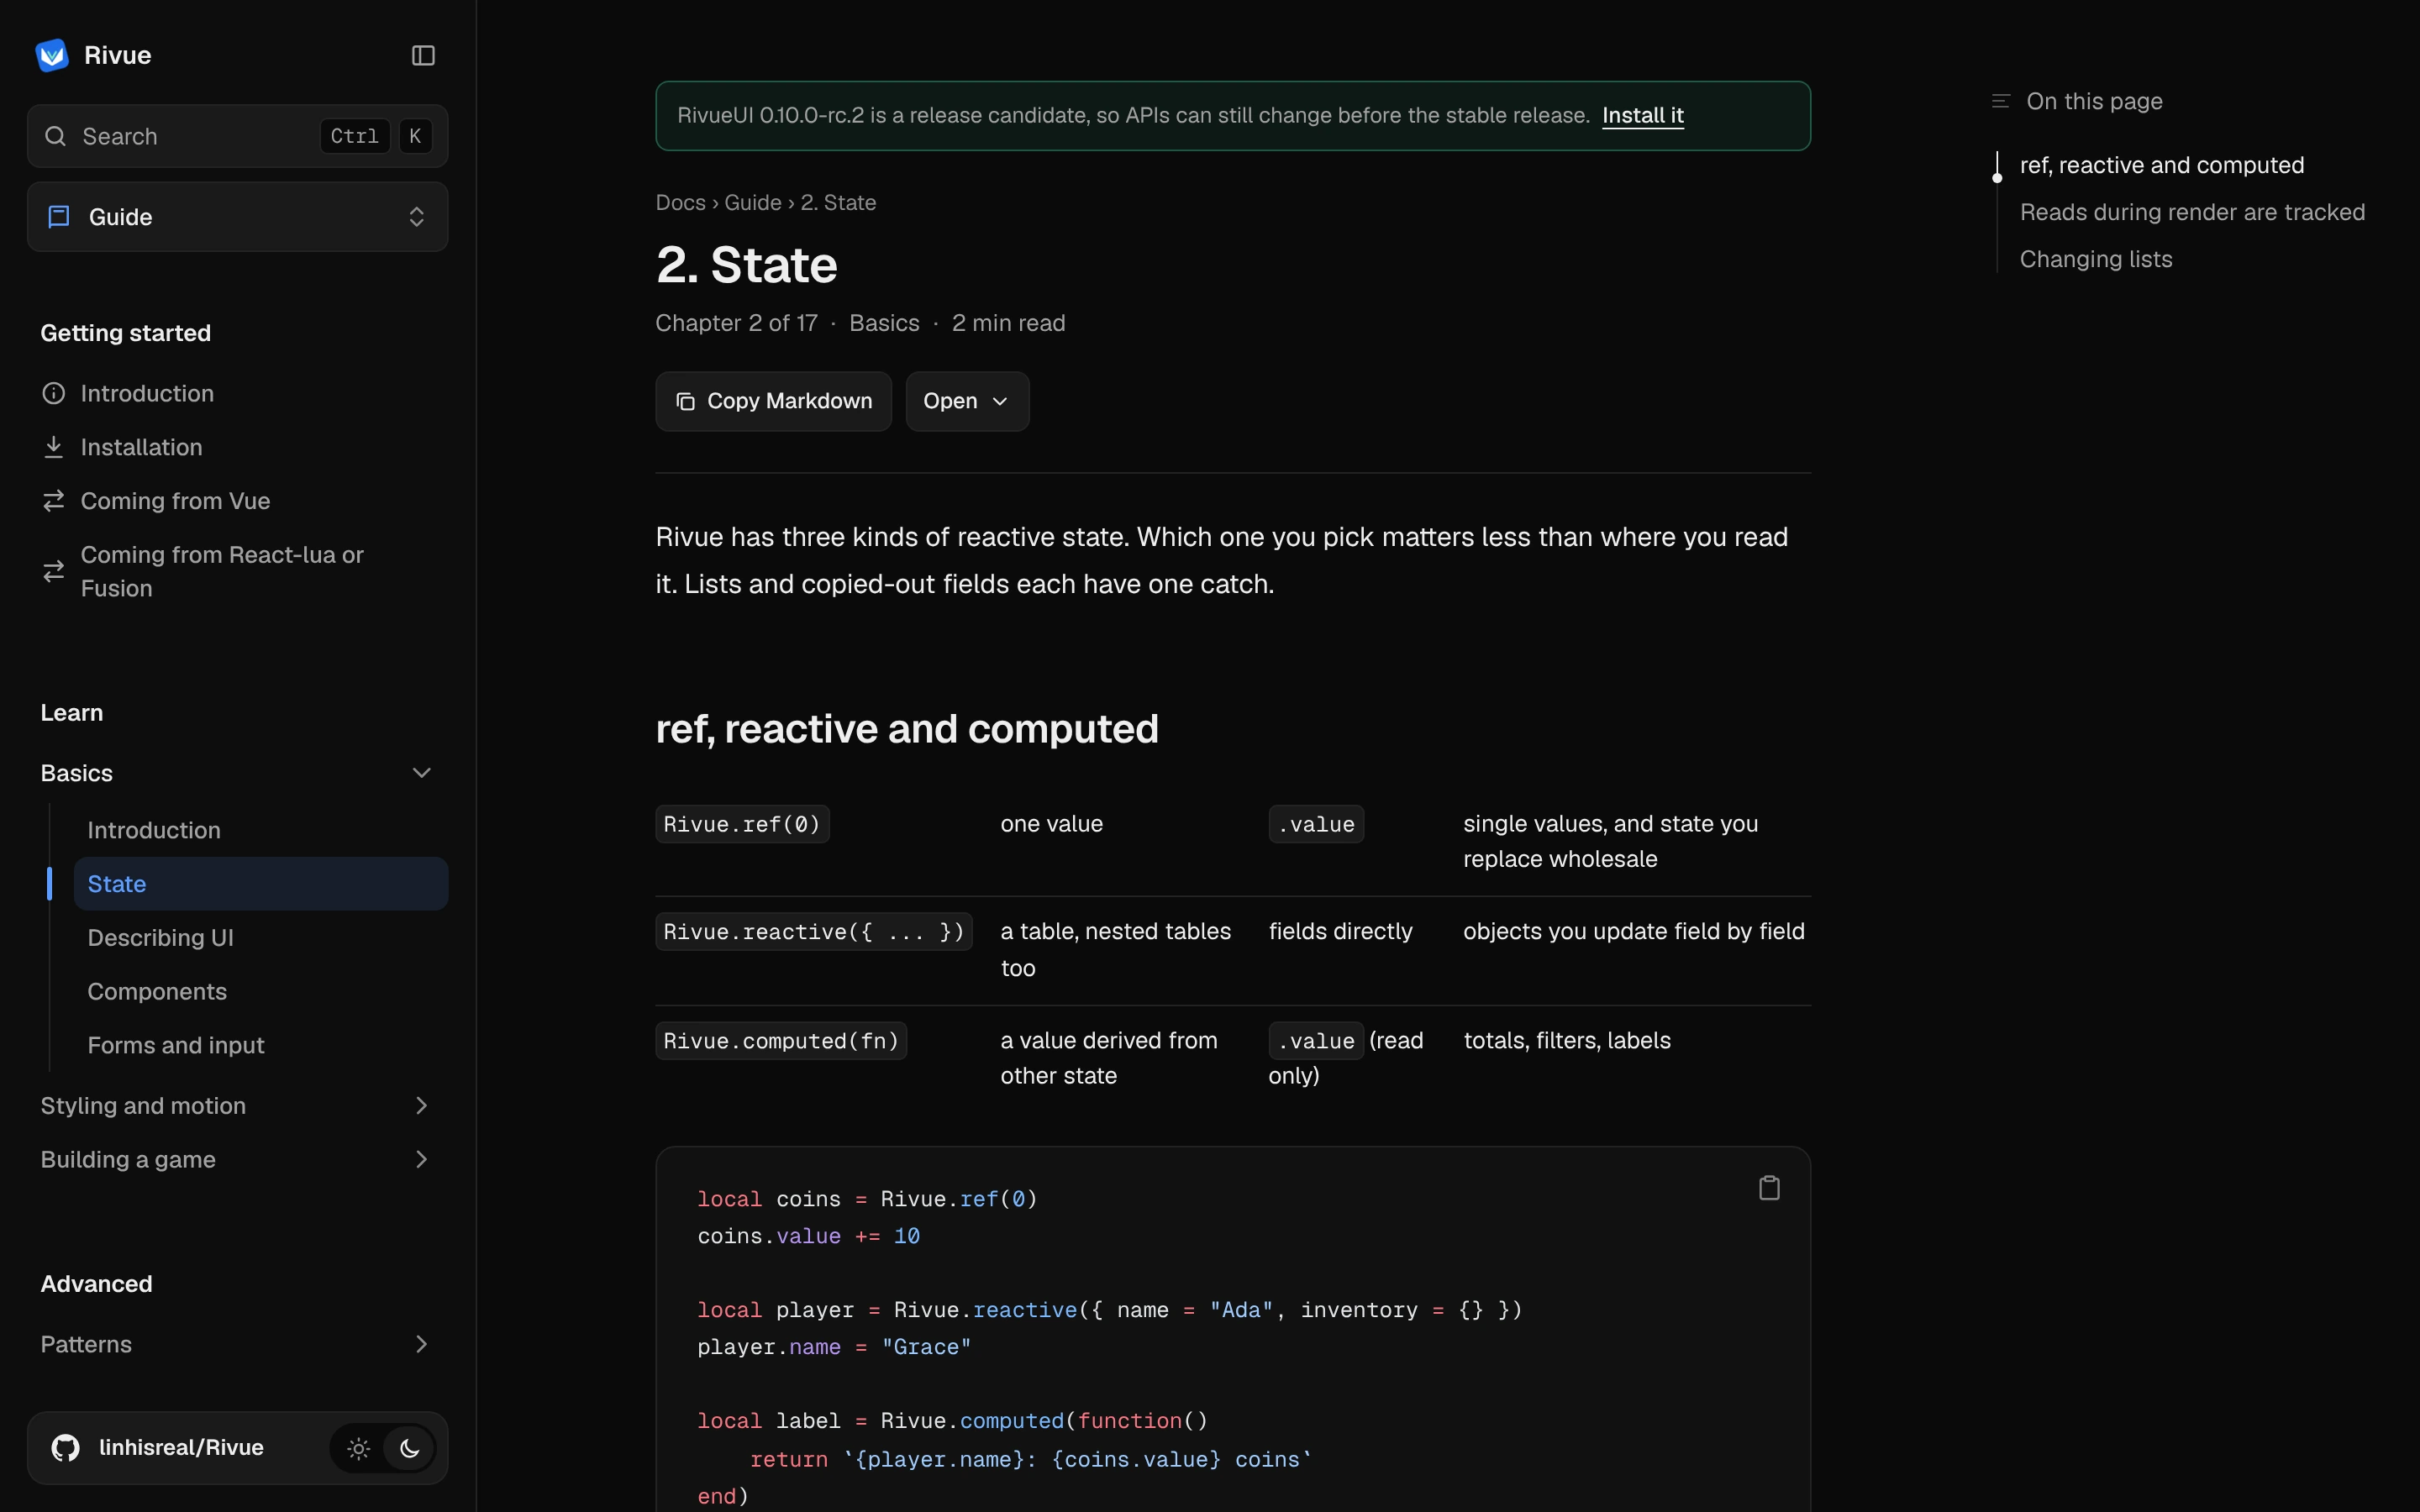 Rivue
Search Ctrl K
Guide
Getting started
Introduction
Installation
Coming from Vue
Coming from React-lua or
Fusion
Learn
Basics
Introduction
State
Describing UI
Components
Forms and input
Styling and motion
Building a game
Advanced
Patterns
linhisreal/Rivue
RivueUI 0.10.0-rc.2 is a release candidate, so APIs can still change before the stable release. Install it
Docs › Guide › 2. State
2. State
Chapter 2 of 17 · Basics · 2 min read
Copy Markdown
Open
Rivue has three kinds of reactive state. Which one you pick matters less than where you read
it. Lists and copied-out fields each have one catch.
ref, reactive and computed
Rivue.ref(0) one value .value single values, and state you
replace wholesale
Rivue.reactive({ ... }) a table, nested tables fields directly objects you update field by field
too
Rivue.computed(fn) a value derived from .value (read totals, filters, labels
other state only)
local coins = Rivue.ref(0)
coins.value += 10
local player = Rivue.reactive({ name = "Ada", inventory = {} })
player.name = "Grace"
local label = Rivue.computed(function()
    return `{player.name}: {coins.value} coins`
end)
On this page
ref, reactive and computed
Reads during render are tracked
Changing lists